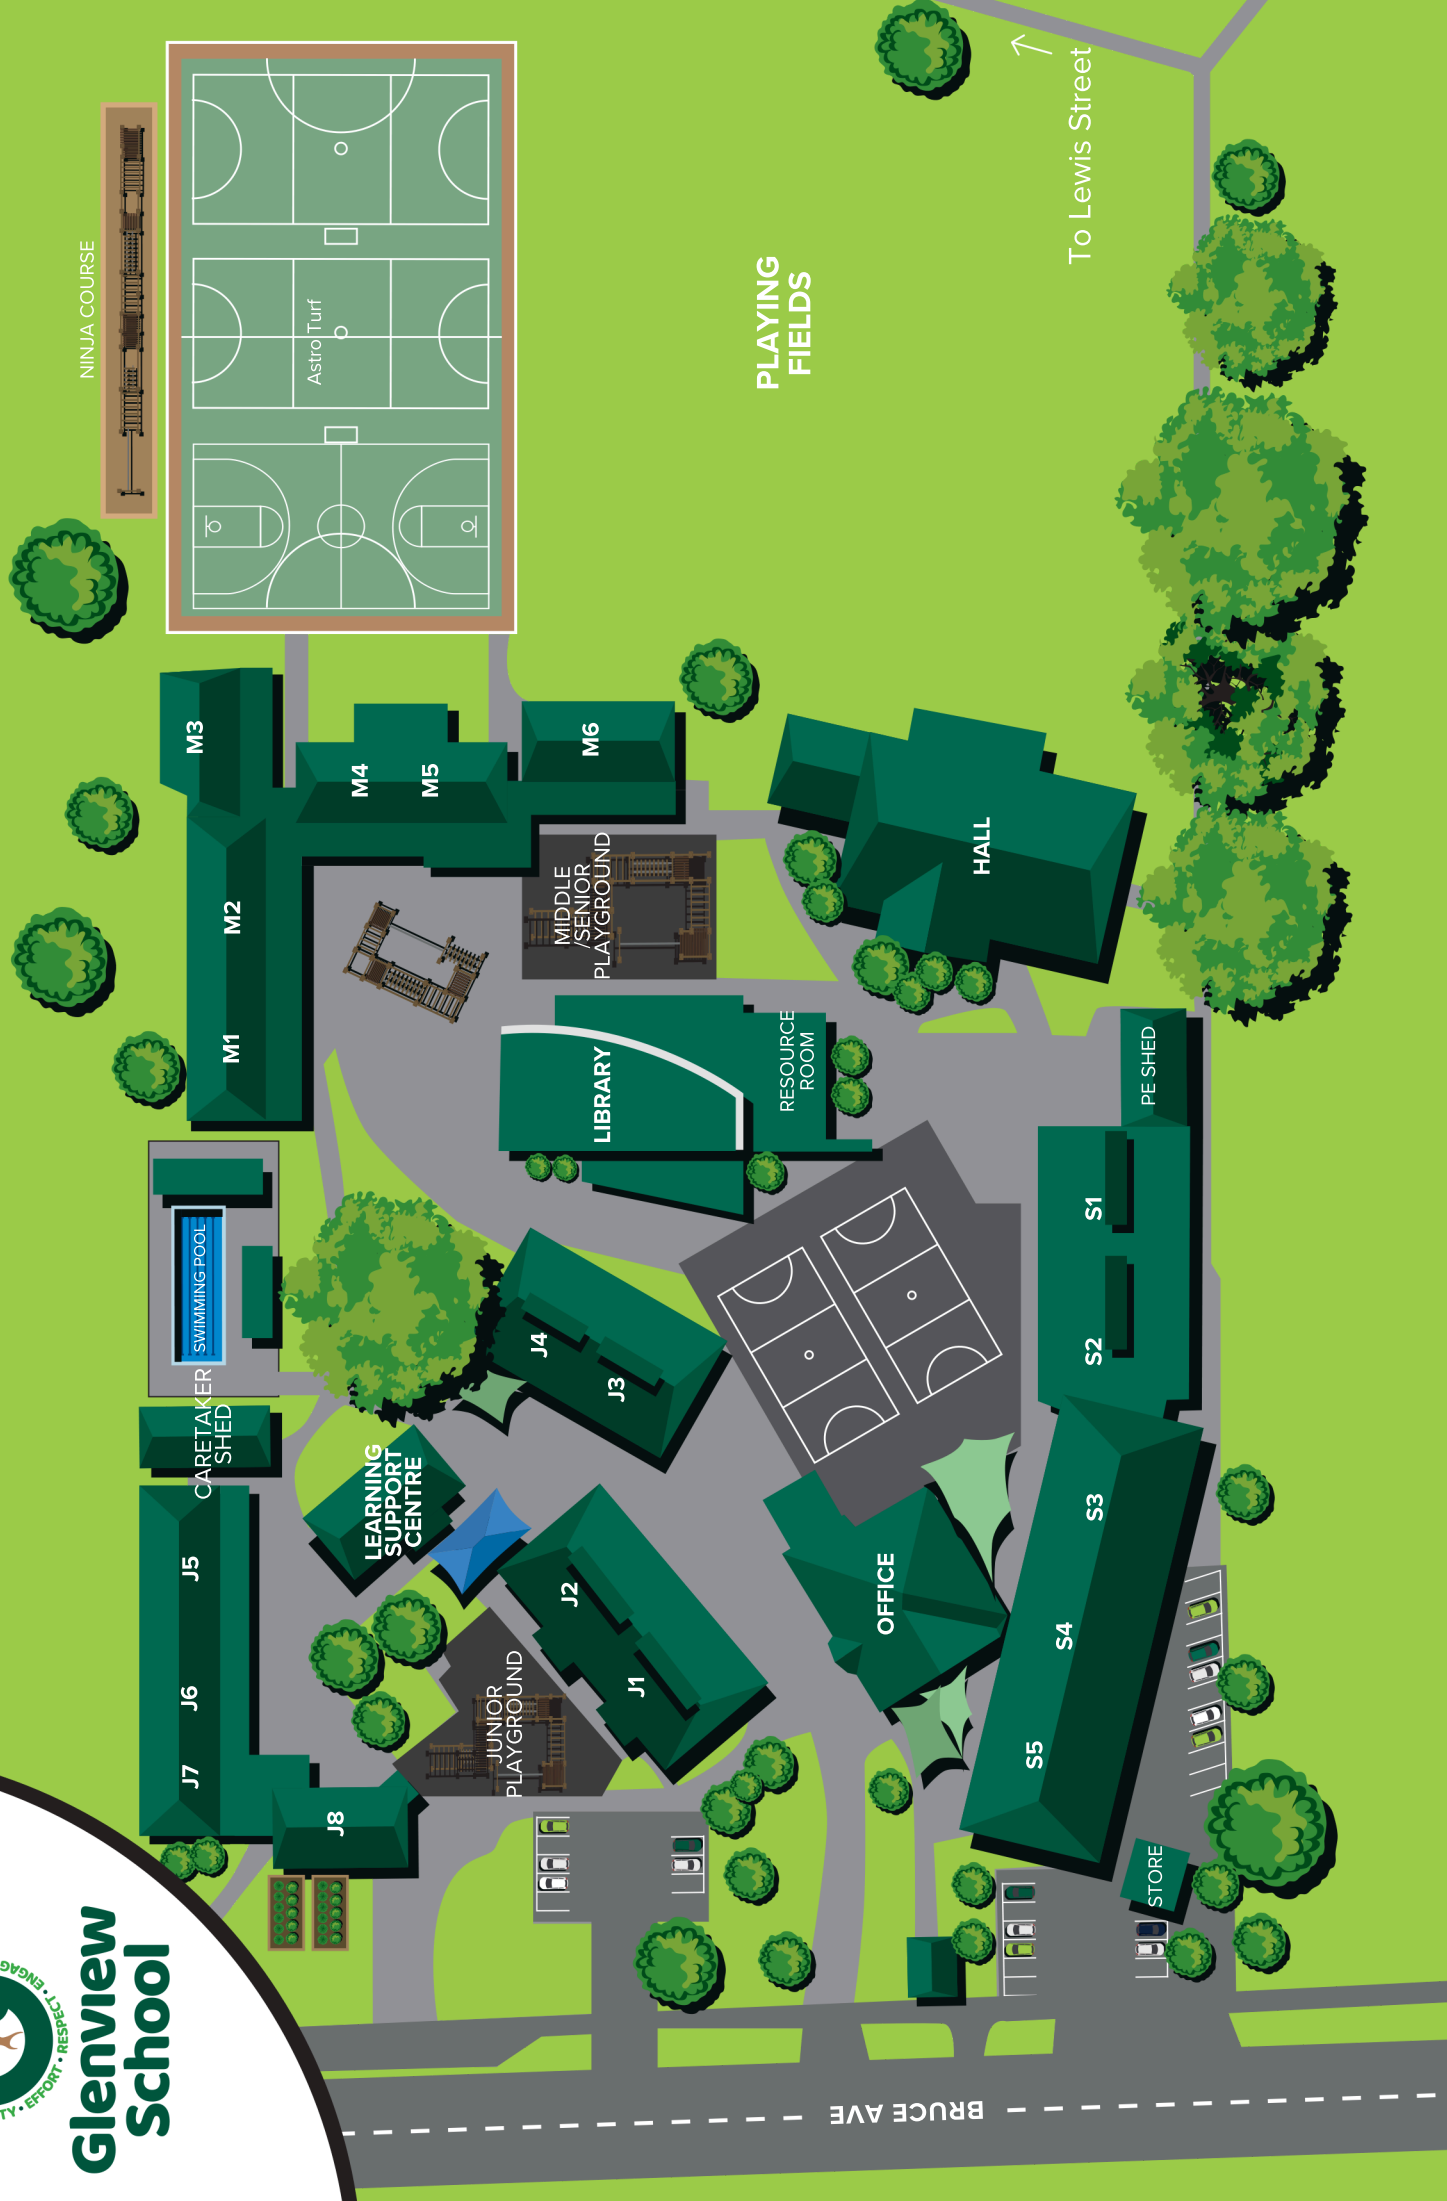 NINJA COURSE
Astro Turf
PLAYING
FIELDS
To Lewis Street
M3
M4
M5
M6
M2
M1
MIDDLE
/SENIOR
PLAYGROUND
HALL
LIBRARY
RESOURCE
ROOM
PE SHED
SWIMMING POOL
CARETAKER
SHED
J4
J3
S1
S2
LEARNING
SUPPORT
CENTRE
J5
J6
J7
J8
J2
J1
JUNIOR
PLAYGROUND
OFFICE
S3
S4
S5
STORE
Glenview
School
EFFORT • RESPECT •
BRUCE AVE